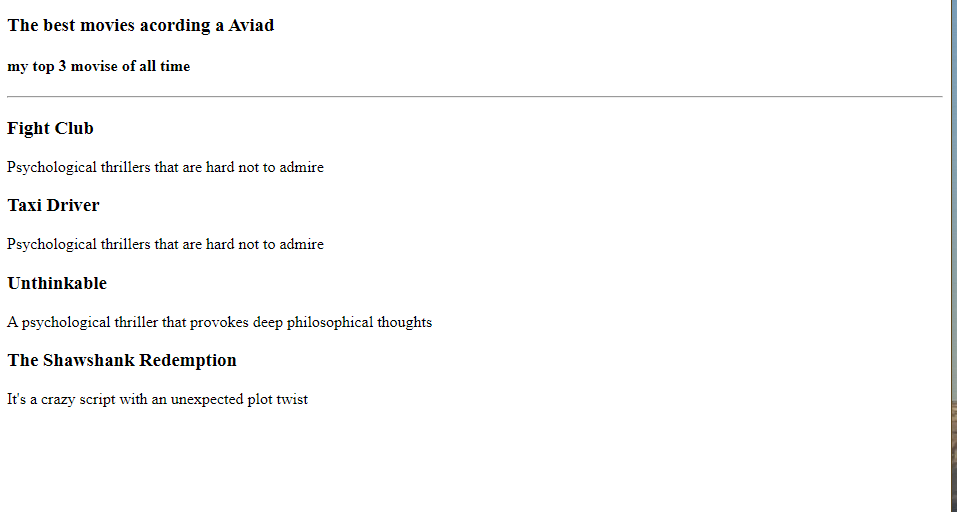 The best movies acording a Aviad
my top 3 movise of all time
Fight Club
Psychological thrillers that are hard not to admire
Taxi Driver
Psychological thrillers that are hard not to admire
Unthinkable
A psychological thriller that provokes deep philosophical thoughts
The Shawshank Redemption
It's a crazy script with an unexpected plot twist